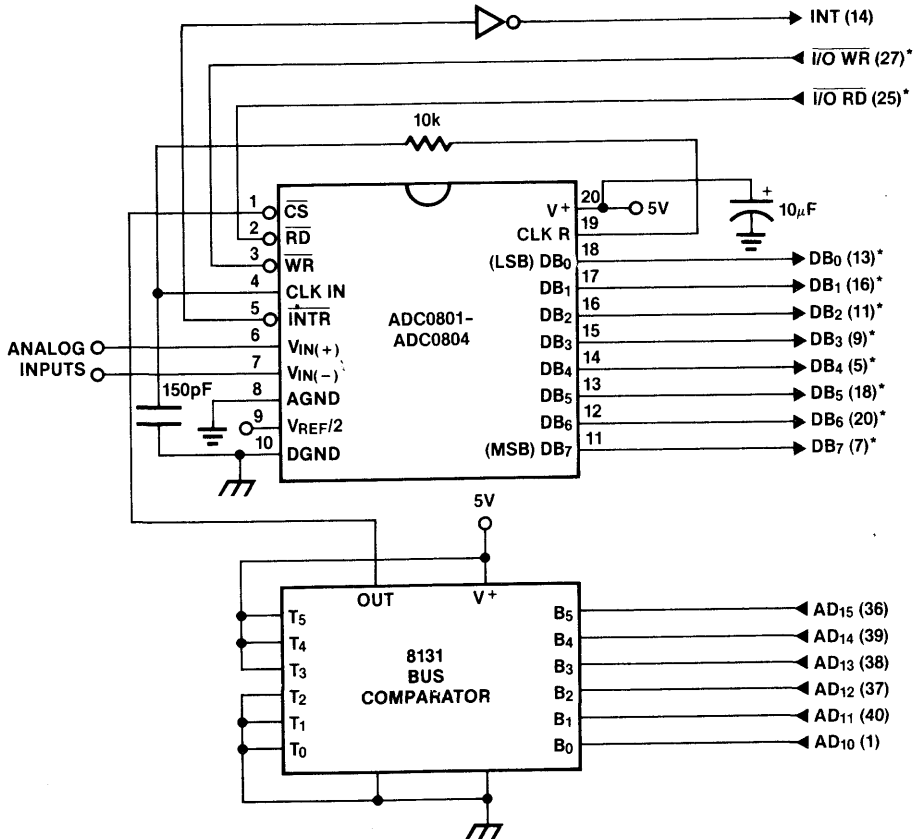 INT (14)
I/O WR (27)*
I/O RD (25)*
10k
1
CS
2
RD
3
WR
4
CLK IN
5
INTR
6
VIN(+)
7
VIN(−)
8
AGND
9
VREF/2
10
DGND
ANALOG
INPUTS
150pF
ADC0801–
ADC0804
V+
20
5V
+
10µF
CLK R
19
(LSB) DB0
18
DB0 (13)*
DB1
17
DB1 (16)*
DB2
16
DB2 (11)*
DB3
15
DB3 (9)*
DB4
14
DB4 (5)*
DB5
13
DB5 (18)*
DB6
12
DB6 (20)*
(MSB) DB7
11
DB7 (7)*
5V
OUT
V+
T5
T4
T3
T2
T1
T0
8131
BUS
COMPARATOR
B5
AD15 (36)
B4
AD14 (39)
B3
AD13 (38)
B2
AD12 (37)
B1
AD11 (40)
B0
AD10 (1)